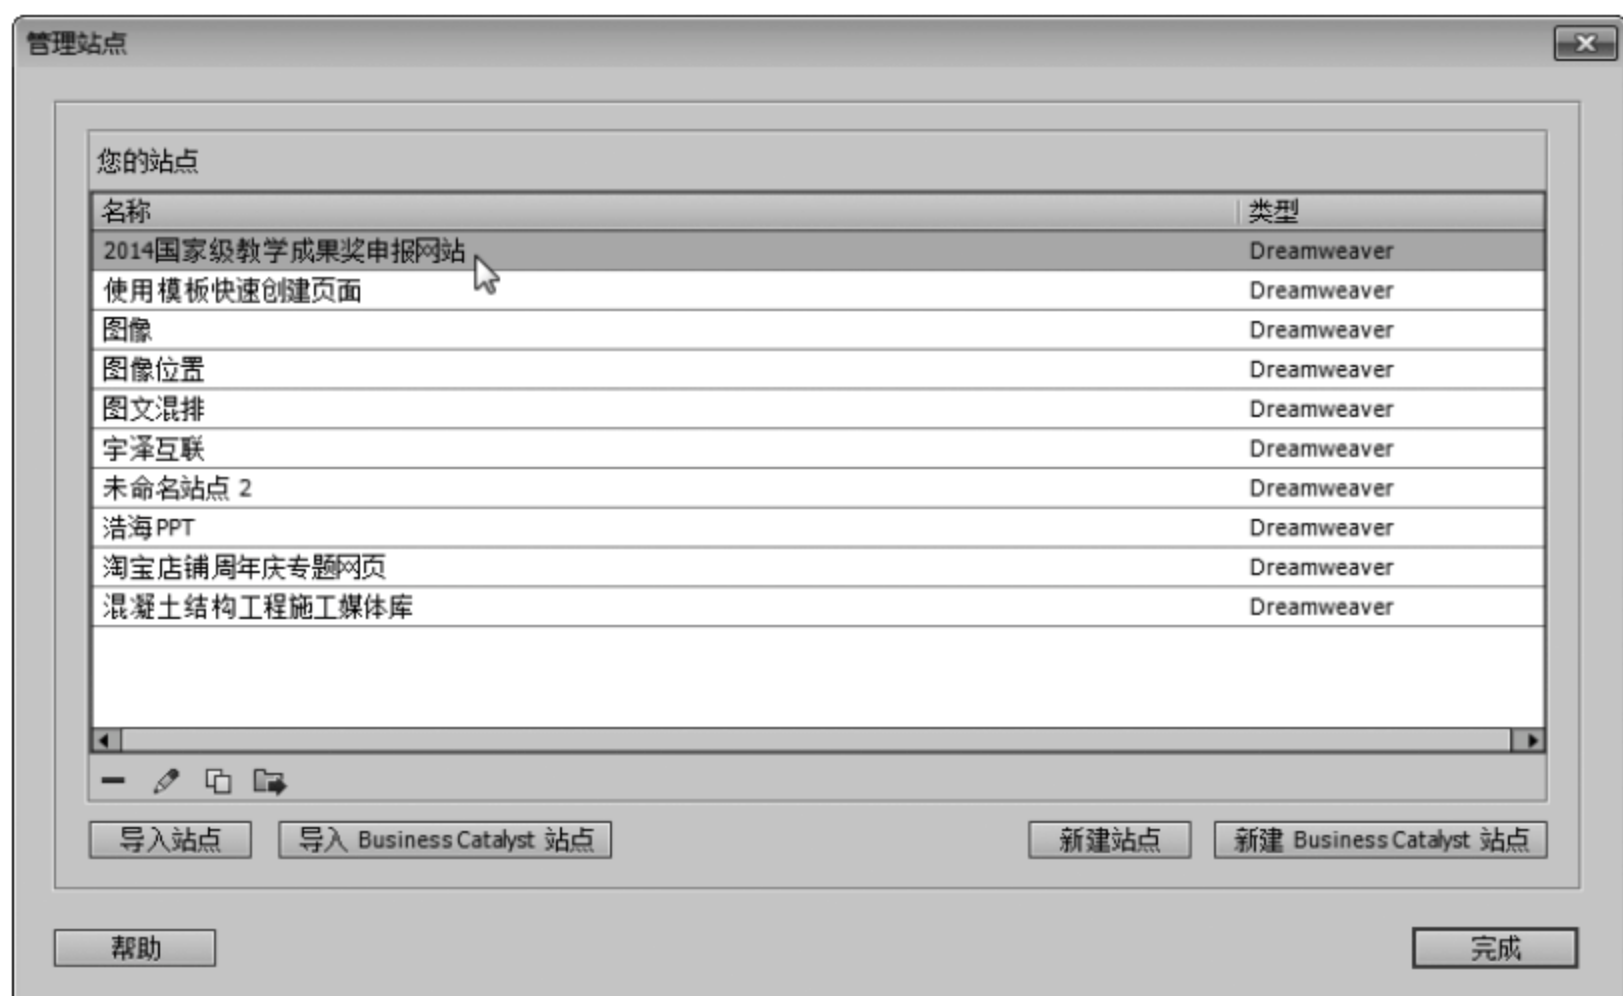 管理站点
您的站点
名称 类型
2014国家级教学成果奖申报网站 Dreamweaver
使用模板快速创建页面 Dreamweaver
图像 Dreamweaver
图像位置 Dreamweaver
图文混排 Dreamweaver
宇泽互联 Dreamweaver
未命名站点 2 Dreamweaver
浩海PPT Dreamweaver
淘宝店铺周年庆专题网页 Dreamweaver
混凝土结构工程施工媒体库 Dreamweaver
导入站点 导入 Business Catalyst 站点 新建站点 新建 Business Catalyst 站点
帮助 完成